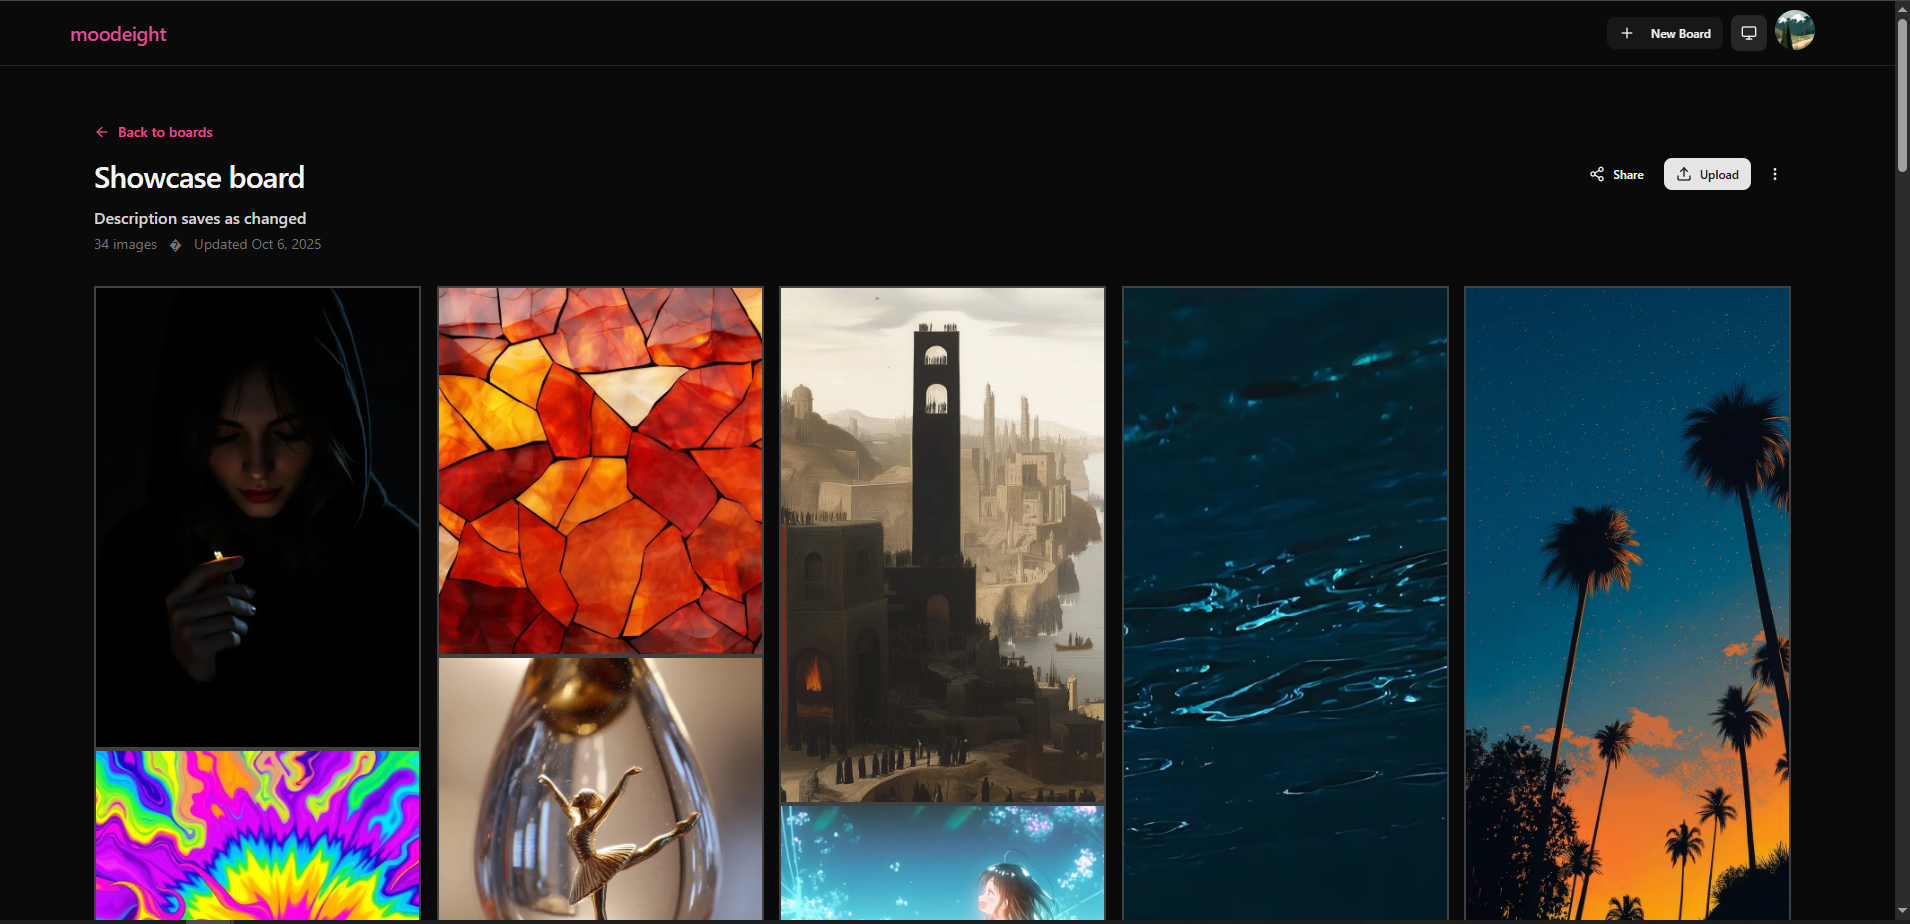 moodeight
New Board
Back to boards
Showcase board
Share
Upload
Description saves as changed
34 images � Updated Oct 6, 2025